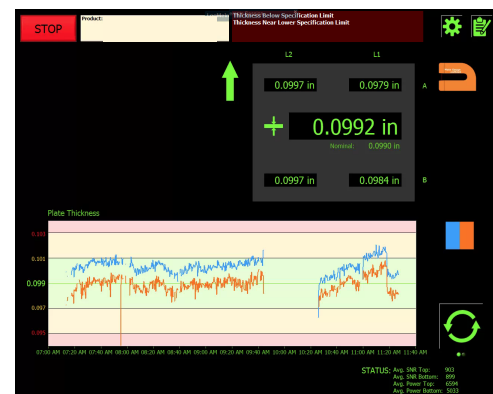 STOP
Product:
Thickness Below Specification Limit
Thickness Near Lower Specification Limit
L2
L1
0.0997 in
0.0979 in
A
0.0992 in
Nominal:
0.0990 in
0.0997 in
0.0984 in
B
Plate Thickness
0.103
0.101
0.099
0.097
0.095
07:00 AM 07:20 AM 07:40 AM 08:00 AM 08:20 AM 08:40 AM 09:00 AM 09:20 AM 09:40 AM 10:00 AM 10:20 AM 10:40 AM 11:00 AM 11:20 AM 11:40 AM
STATUS:
Avg. SNR Top: 903
Avg. SNR Bottom: 899
Avg. Power Top: 6594
Avg. Power Bottom: 5033